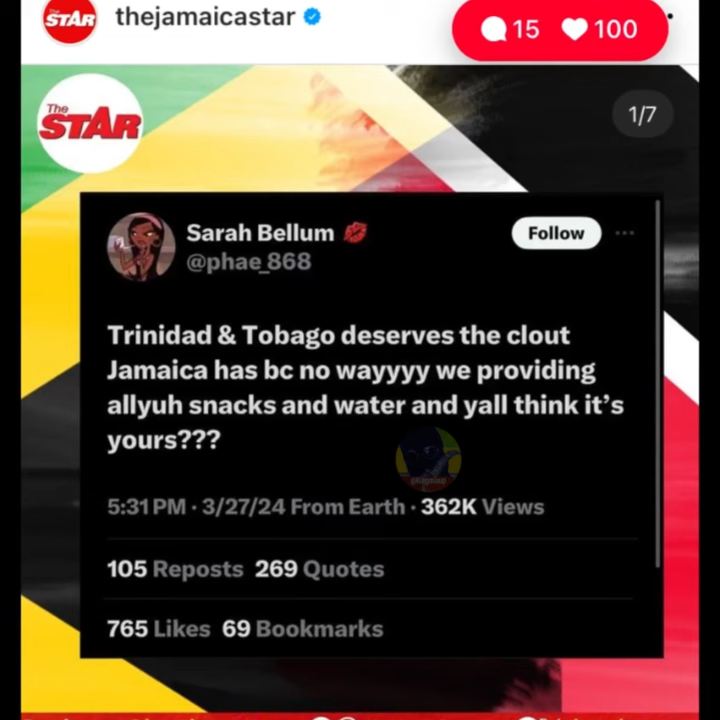 STAR
thejamaicastar
15 100
The
STAR
1/7
Sarah Bellum
Follow
@phae_868
Trinidad & Tobago deserves the clout
Jamaica has bc no wayyyy we providing
allyuh snacks and water and yall think it’s
yours???
5:31 PM · 3/27/24 From Earth · 362K Views
105 Reposts 269 Quotes
765 Likes 69 Bookmarks